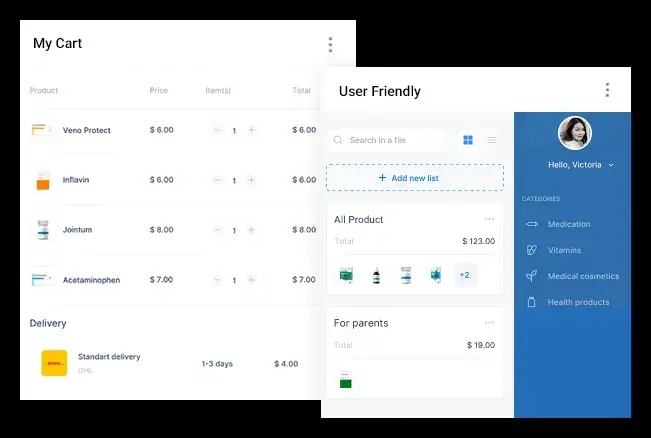 My Cart
Product Price Item(s) Total
Veno Protect $ 6.00 1 $ 6.00
Inflavin $ 6.00 1 $ 6.00
Jointum $ 8.00 1 $ 8.00
Acetaminophen $ 7.00 1 $ 7.00
Delivery
Standart delivery 1-3 days $ 4.00
User Friendly
Search in a file
Add new list
All Product
Total $ 123.00
+2
For parents
Total $ 19.00
Hello, Victoria
CATEGORIES
Medication
Vitamins
Medical cosmetics
Health products